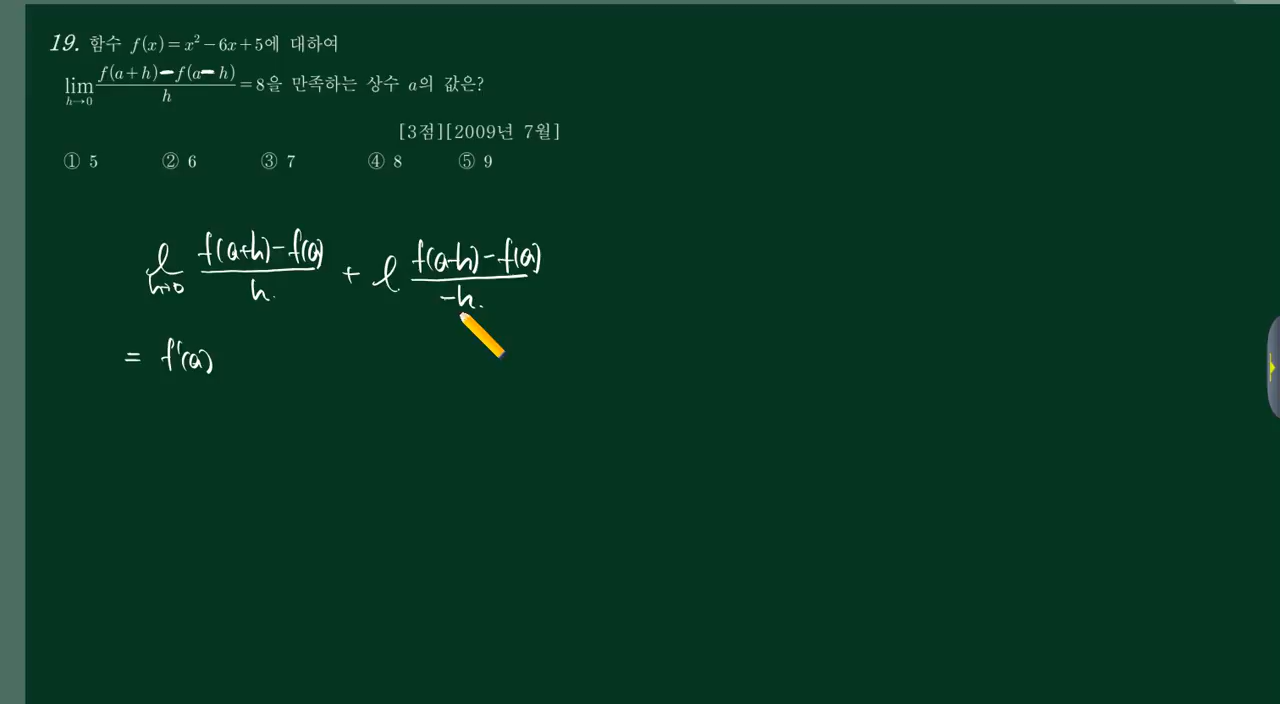 19. 함수 f(x)=x²-6x+5에 대하여
lim h→0 f(a+h)-f(a-h) / h =8을 만족하는 상수 a의 값은?
[3점][2009년 7월]
① 5 ② 6 ③ 7 ④ 8 ⑤ 9
l h→0 f(a+h)-f(a) / h. + l f(a-h)-f(a) / -h.
= f'(a)